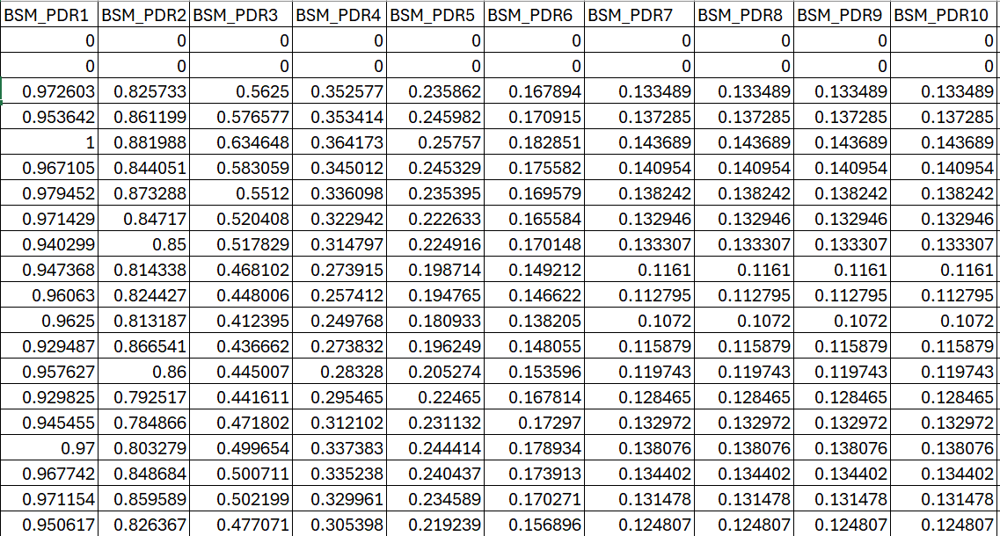 BSM_PDR1 BSM_PDR2 BSM_PDR3 BSM_PDR4 BSM_PDR5 BSM_PDR6 BSM_PDR7 BSM_PDR8 BSM_PDR9 BSM_PDR10
0 0 0 0 0 0 0 0 0 0
0 0 0 0 0 0 0 0 0 0
0.972603 0.825733 0.5625 0.352577 0.235862 0.167894 0.133489 0.133489 0.133489 0.133489
0.953642 0.861199 0.576577 0.353414 0.245982 0.170915 0.137285 0.137285 0.137285 0.137285
1 0.881988 0.634648 0.364173 0.25757 0.182851 0.143689 0.143689 0.143689 0.143689
0.967105 0.844051 0.583059 0.345012 0.245329 0.175582 0.140954 0.140954 0.140954 0.140954
0.979452 0.873288 0.5512 0.336098 0.235395 0.169579 0.138242 0.138242 0.138242 0.138242
0.971429 0.84717 0.520408 0.322942 0.222633 0.165584 0.132946 0.132946 0.132946 0.132946
0.940299 0.85 0.517829 0.314797 0.224916 0.170148 0.133307 0.133307 0.133307 0.133307
0.947368 0.814338 0.468102 0.273915 0.198714 0.149212 0.1161 0.1161 0.1161 0.1161
0.96063 0.824427 0.448006 0.257412 0.194765 0.146622 0.112795 0.112795 0.112795 0.112795
0.9625 0.813187 0.412395 0.249768 0.180933 0.138205 0.1072 0.1072 0.1072 0.1072
0.929487 0.866541 0.436662 0.273832 0.196249 0.148055 0.115879 0.115879 0.115879 0.115879
0.957627 0.86 0.445007 0.28328 0.205274 0.153596 0.119743 0.119743 0.119743 0.119743
0.929825 0.792517 0.441611 0.295465 0.22465 0.167814 0.128465 0.128465 0.128465 0.128465
0.945455 0.784866 0.471802 0.312102 0.231132 0.17297 0.132972 0.132972 0.132972 0.132972
0.97 0.803279 0.499654 0.337383 0.244414 0.178934 0.138076 0.138076 0.138076 0.138076
0.967742 0.848684 0.500711 0.335238 0.240437 0.173913 0.134402 0.134402 0.134402 0.134402
0.971154 0.859589 0.502199 0.329961 0.234589 0.170271 0.131478 0.131478 0.131478 0.131478
0.950617 0.826367 0.477071 0.305398 0.219239 0.156896 0.124807 0.124807 0.124807 0.124807